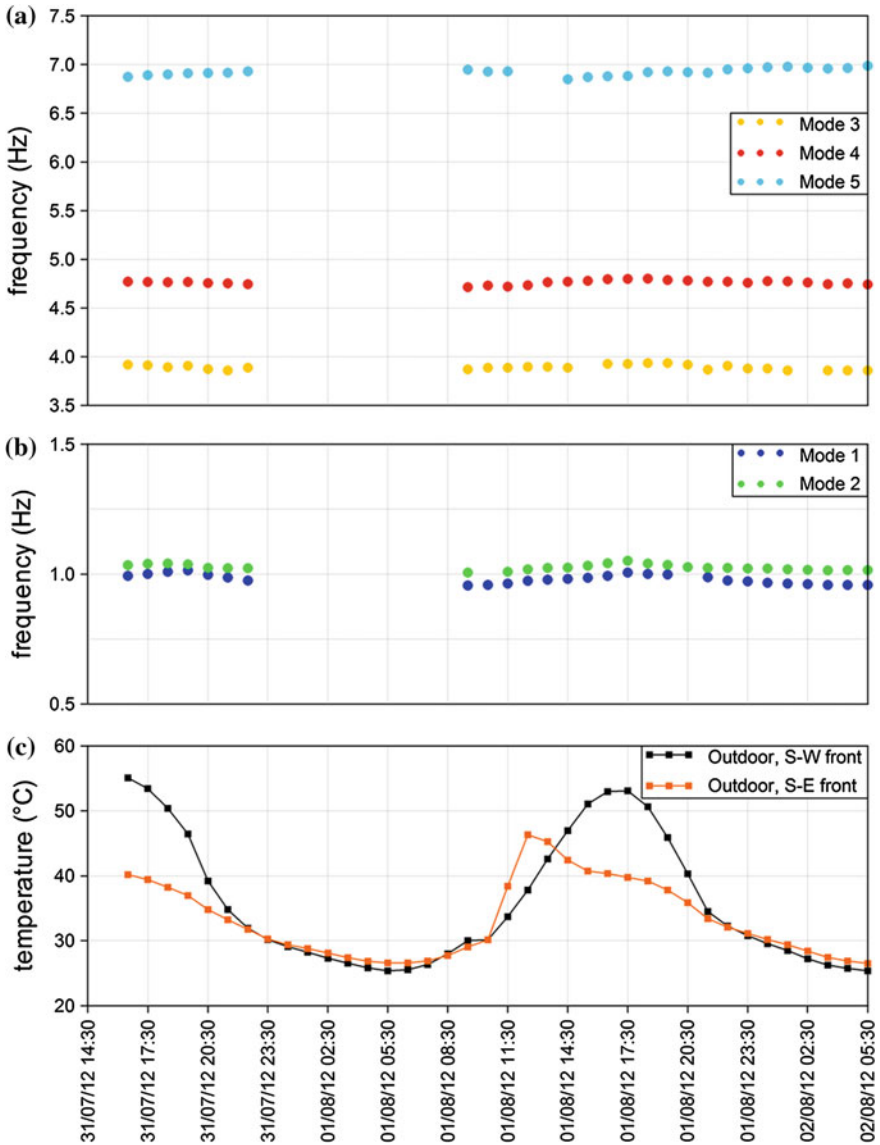 (a)
7.5
7.0
6.5
6.0
5.5
5.0
4.5
4.0
3.5
frequency (Hz)
Mode 3
Mode 4
Mode 5
(b)
1.5
1.0
0.5
frequency (Hz)
Mode 1
Mode 2
(c)
60
50
40
30
20
temperature (°C)
Outdoor, S-W front
Outdoor, S-E front
31/07/12 14:30
31/07/12 17:30
31/07/12 20:30
31/07/12 23:30
01/08/12 02:30
01/08/12 05:30
01/08/12 08:30
01/08/12 11:30
01/08/12 14:30
01/08/12 17:30
01/08/12 20:30
01/08/12 23:30
02/08/12 02:30
02/08/12 05:30